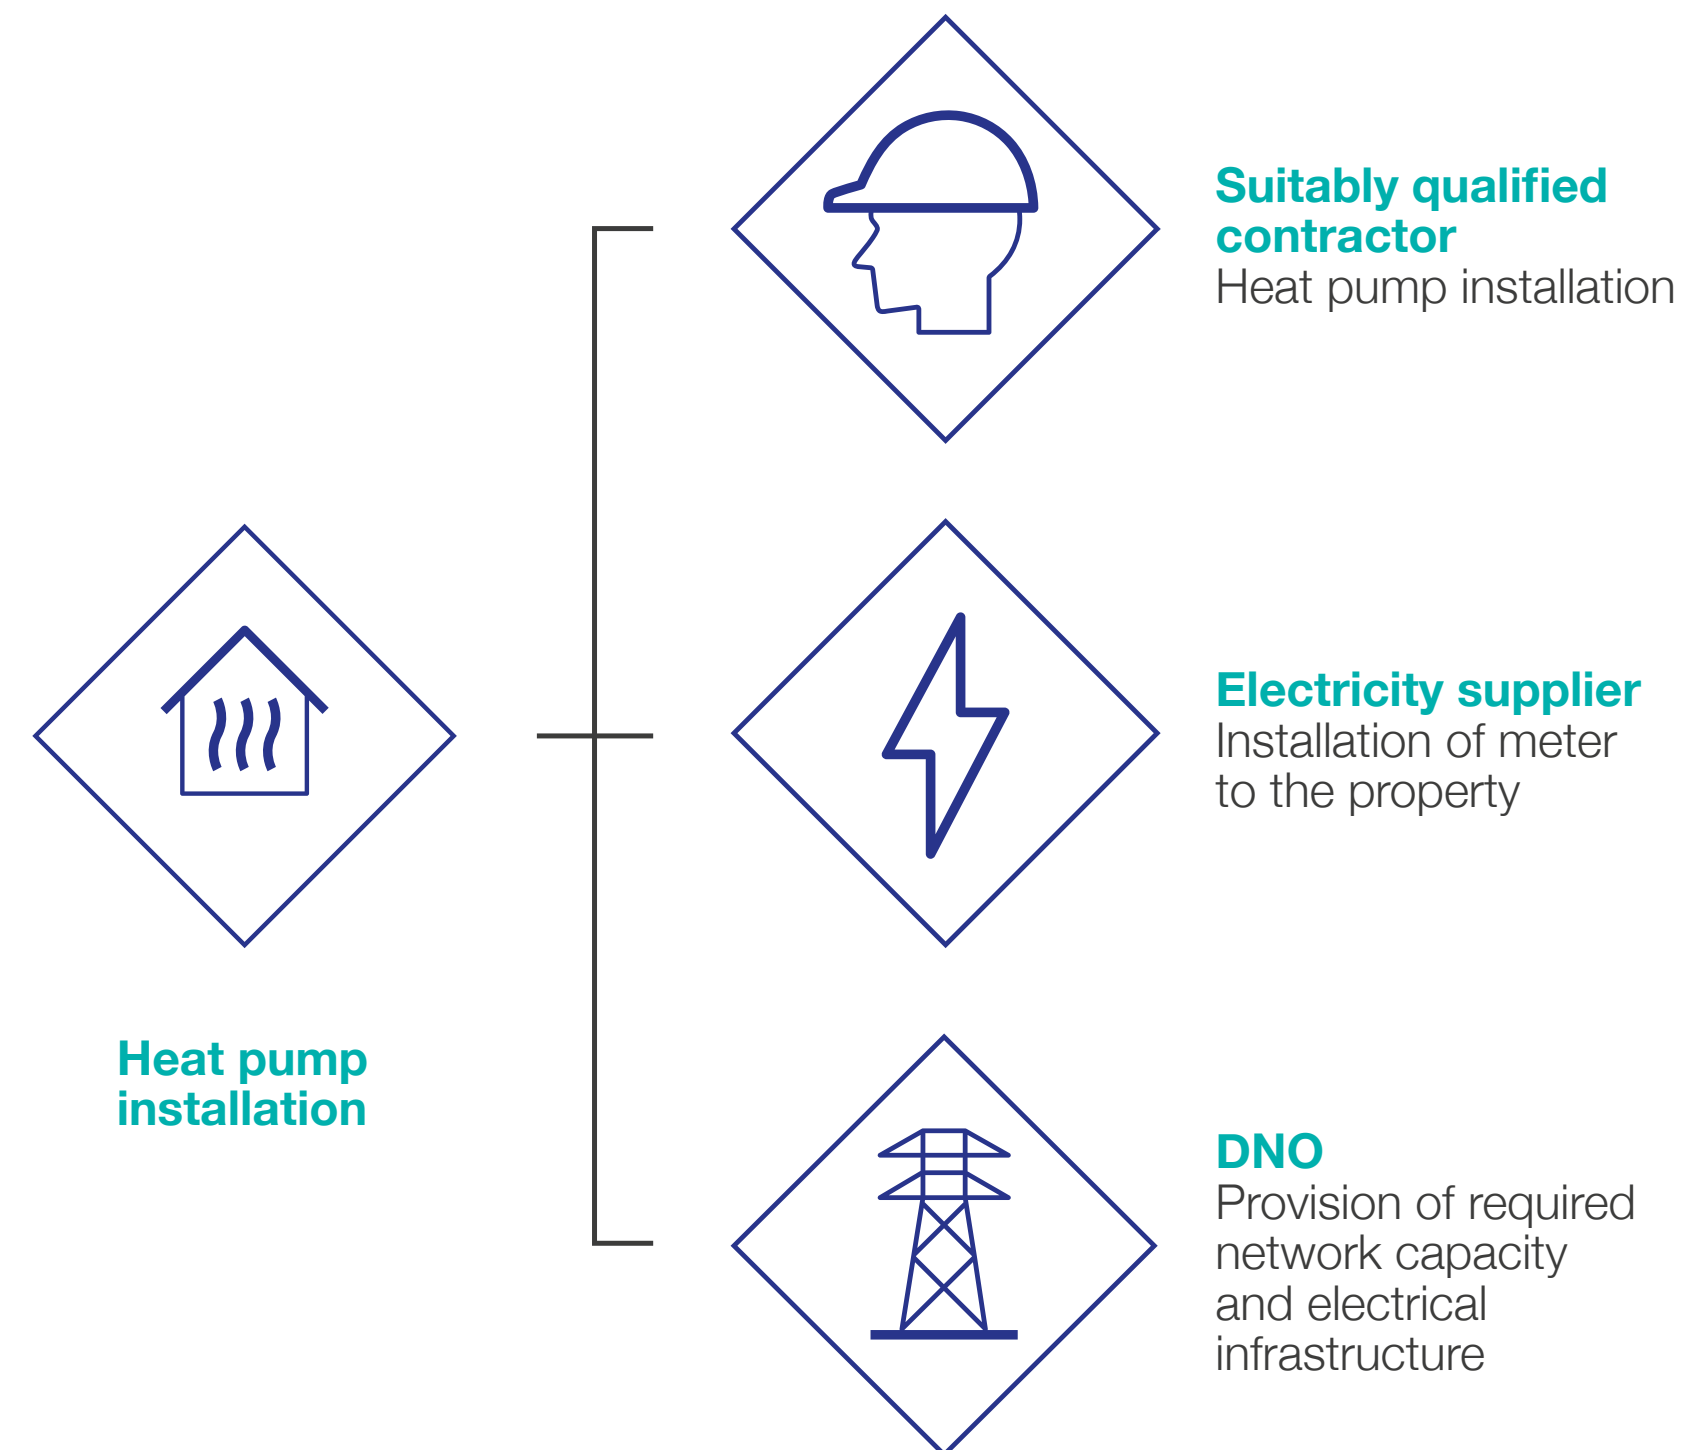 Suitably qualified
contractor
Heat pump installation
Electricity supplier
Installation of meter
to the property
Heat pump
installation
DNO
Provision of required
network capacity
and electrical
infrastructure